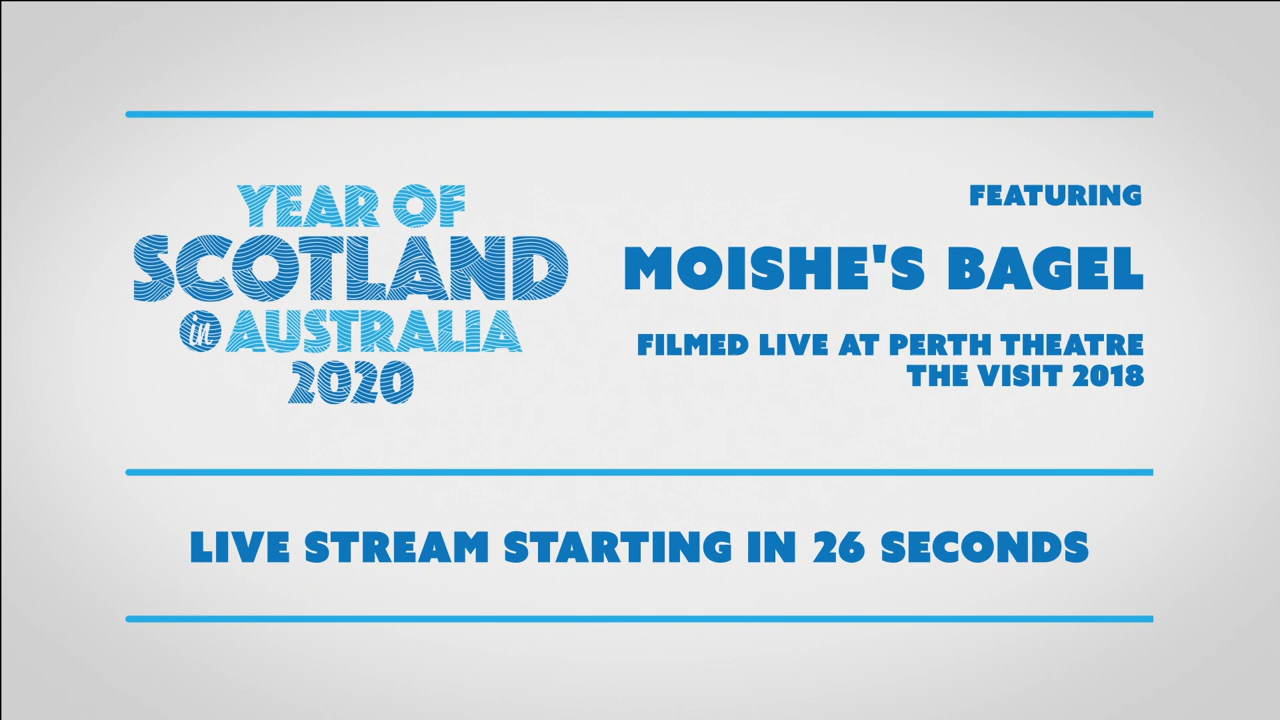 YEAR OF
SCOTLAND
in AUSTRALIA
2020
FEATURING
MOISHE'S BAGEL
FILMED LIVE AT PERTH THEATRE
THE VISIT 2018
LIVE STREAM STARTING IN 26 SECONDS